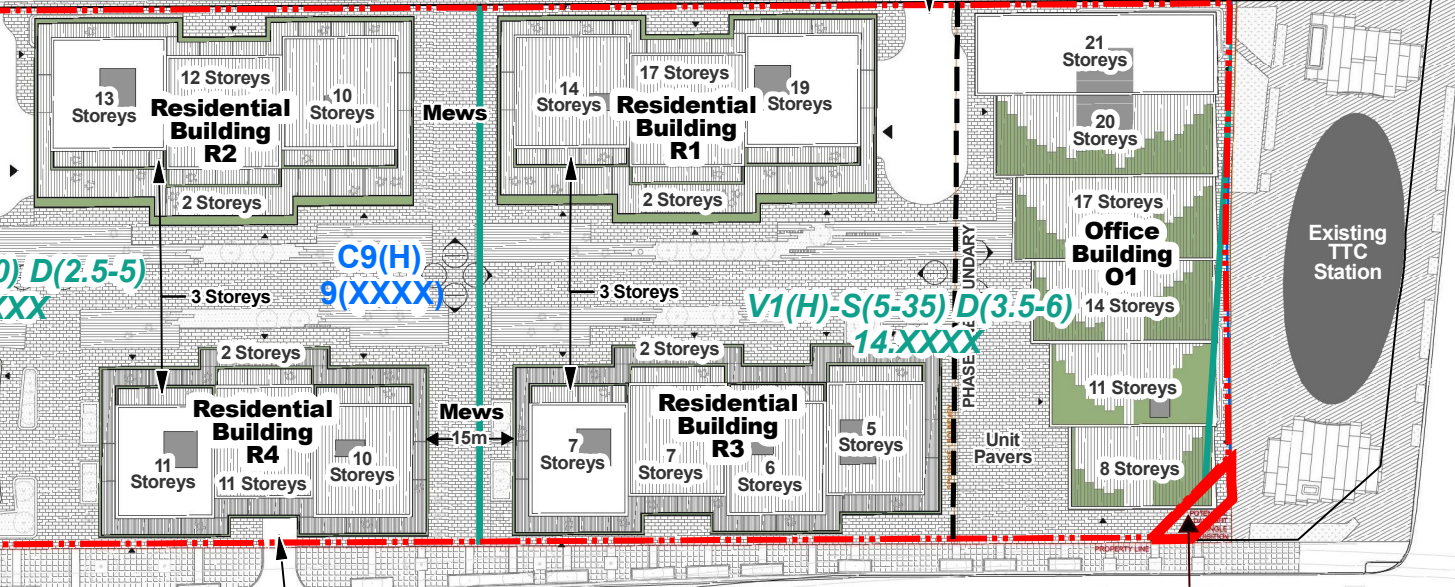 13
Storeys
12 Storeys
10
Storeys
Residential
Building
R2
2 Storeys
Mews
14
Storeys
17 Storeys
19
Storeys
Residential
Building
R1
2 Storeys
21
Storeys
20
Storeys
17 Storeys
Office
Building
O1
14 Storeys
11 Storeys
8 Storeys
Existing
TTC
Station
D(2.5-5)
XXX
3 Storeys
C9(H)
9(XXXX)
3 Storeys
V1(H)-S(5-35) D(3.5-6)
14.XXXX
2 Storeys
Residential
Building
R4
11
Storeys
11 Storeys
10
Storeys
Mews
15m
2 Storeys
Residential
Building
R3
7
Storeys
7
Storeys
6
Storeys
5
Storeys
Unit
Pavers
PROPERTY LINE